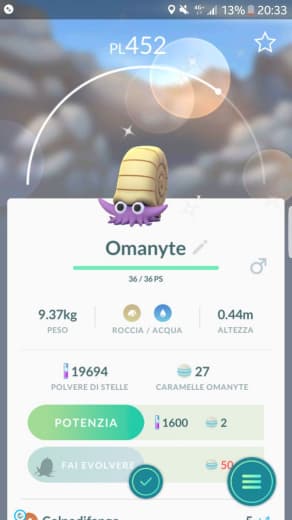 4G+ 13% 20:33
PL452
Omanyte
36 / 36 PS
9.37kg
PESO
ROCCIA / ACQUA
0.44m
ALTEZZA
19694
POLVERE DI STELLE
27
CARAMELLE OMANYTE
POTENZIA
1600
2
FAI EVOLVERE
50